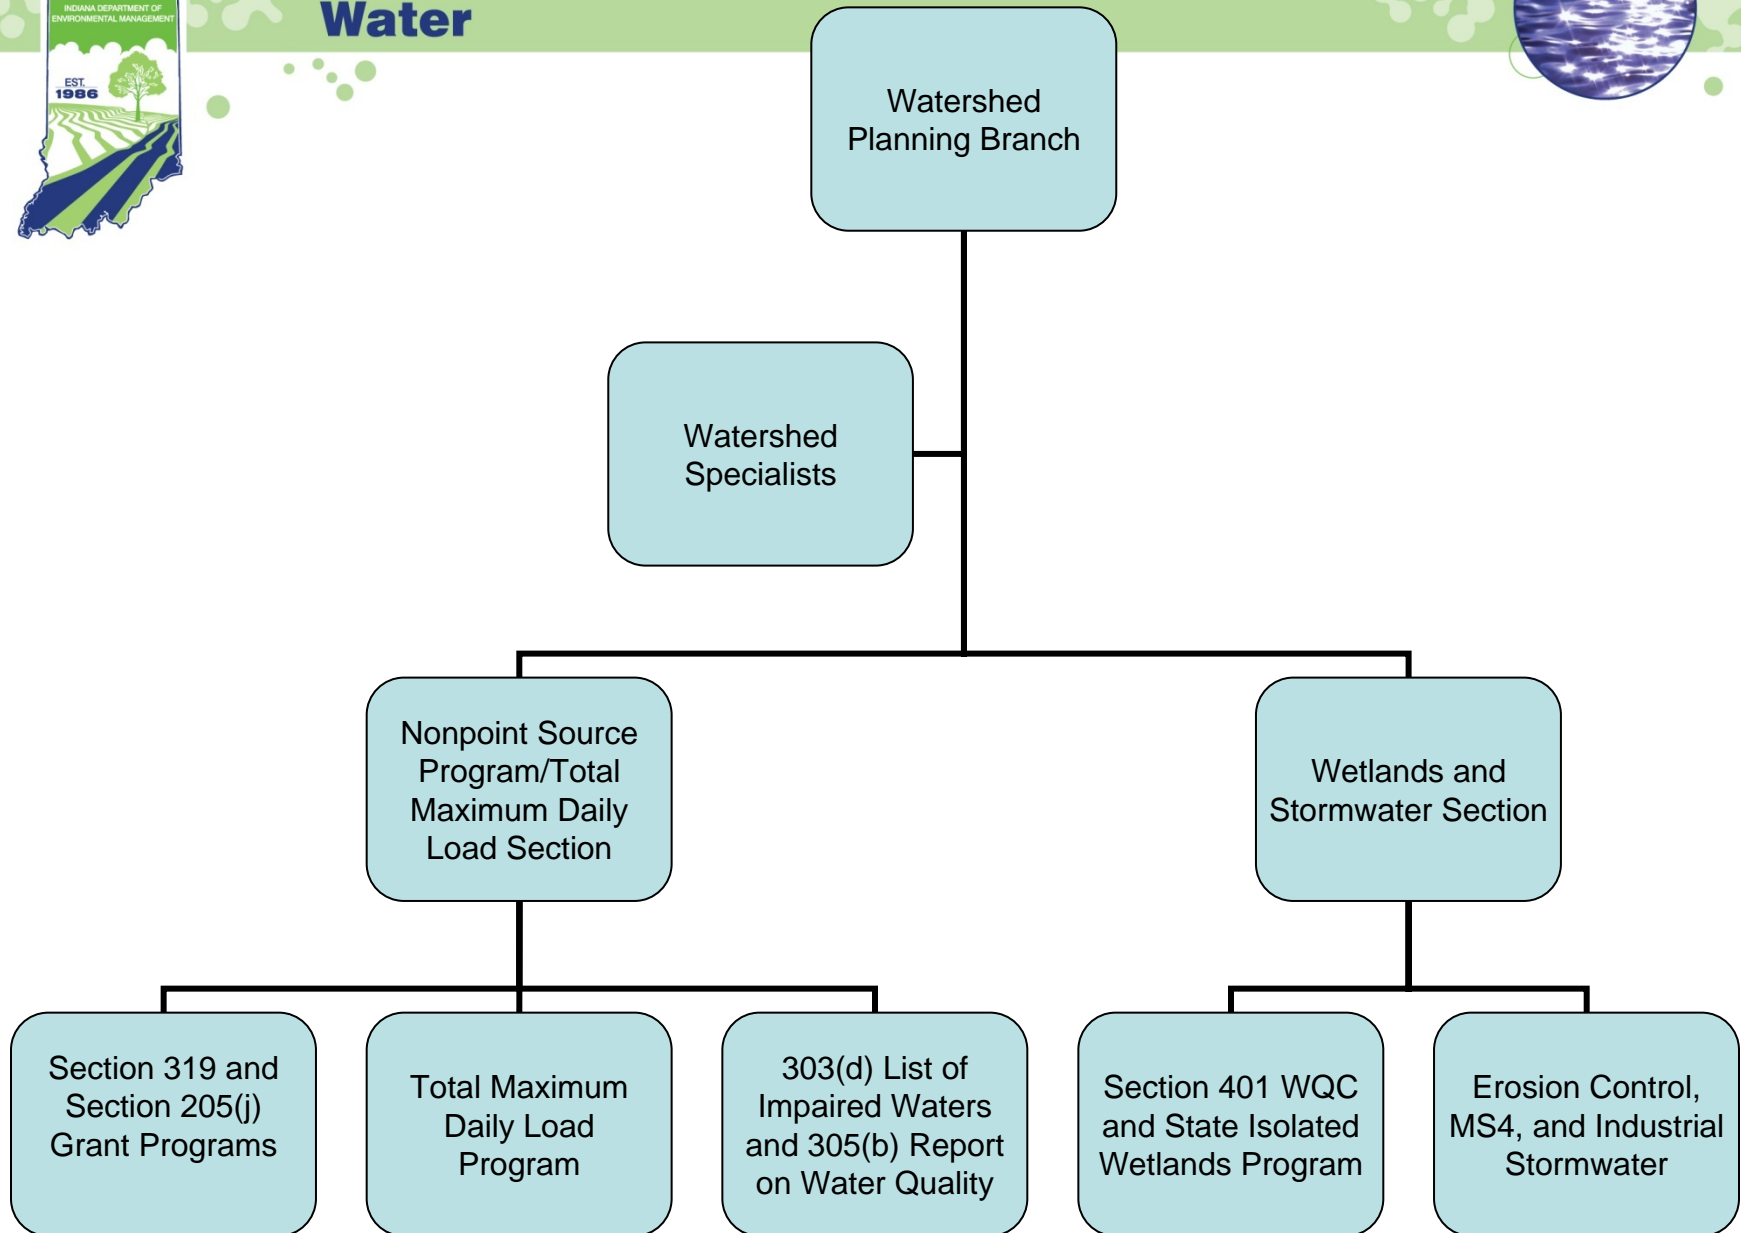 INDIANA DEPARTMENT OF
ENVIRONMENTAL MANAGEMENT
EST.
1986
Water
Watershed
Planning Branch
Watershed
Specialists
Nonpoint Source
Program/Total
Maximum Daily
Load Section
Wetlands and
Stormwater Section
Section 319 and
Section 205(j)
Grant Programs
Total Maximum
Daily Load
Program
303(d) List of
Impaired Waters
and 305(b) Report
on Water Quality
Section 401 WQC
and State Isolated
Wetlands Program
Erosion Control,
MS4, and Industrial
Stormwater